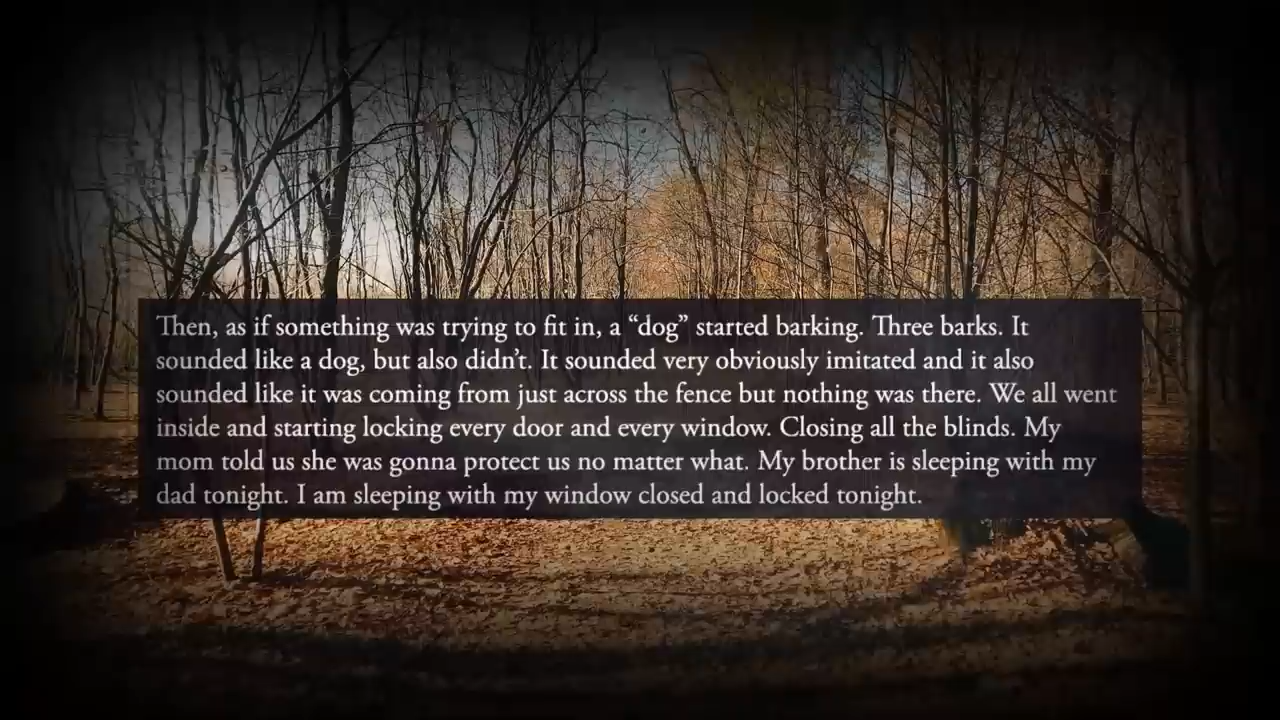 Then, as if something was trying to fit in, a “dog” started barking. Three barks. It
sounded like a dog, but also didn’t. It sounded very obviously imitated and it also
sounded like it was coming from just across the fence but nothing was there. We all went
inside and starting locking every door and every window. Closing all the blinds. My
mom told us she was gonna protect us no matter what. My brother is sleeping with my
dad tonight. I am sleeping with my window closed and locked tonight.